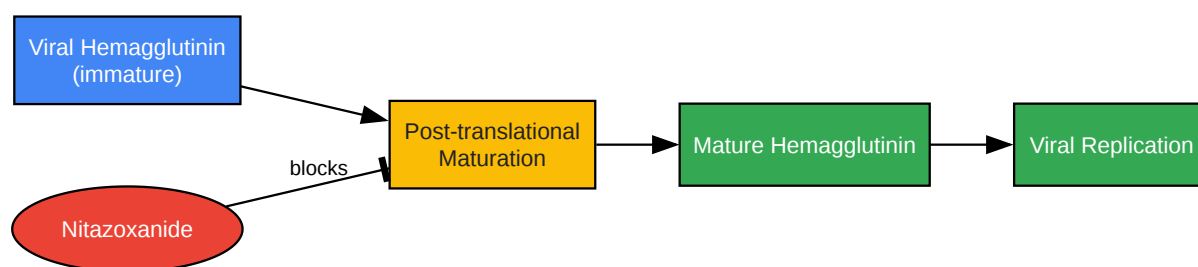 Viral Hemagglutinin
(immature)
Post-translational
Maturation
Mature Hemagglutinin
Viral Replication
blocks
Nitazoxanide